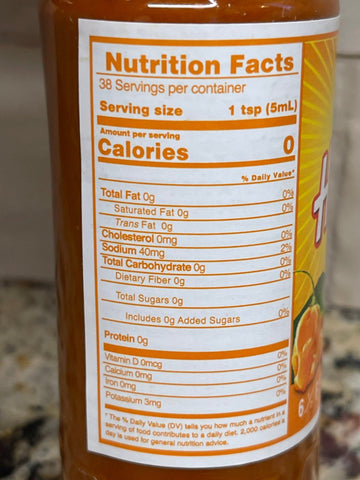 Nutrition Facts
38 Servings per container
Serving size 1 tsp (5mL)
Amount per serving
Calories 0
% Daily Value*
Total Fat 0g 0%
Saturated Fat 0g 0%
Trans Fat 0g
Cholesterol 0mg 0%
Sodium 40mg 2%
Total Carbohydrate 0g 0%
Dietary Fiber 0g 0%
Total Sugars 0g
Includes 0g Added Sugars 0%
Protein 0g
Vitamin D 0mcg 0%
Calcium 0mg 0%
Iron 0mg 0%
Potassium 3mg 0%
* The % Daily Value (DV) tells you how much a nutrient in a
serving of food contributes to a daily diet. 2,000 calories a
day is used for general nutrition advice.